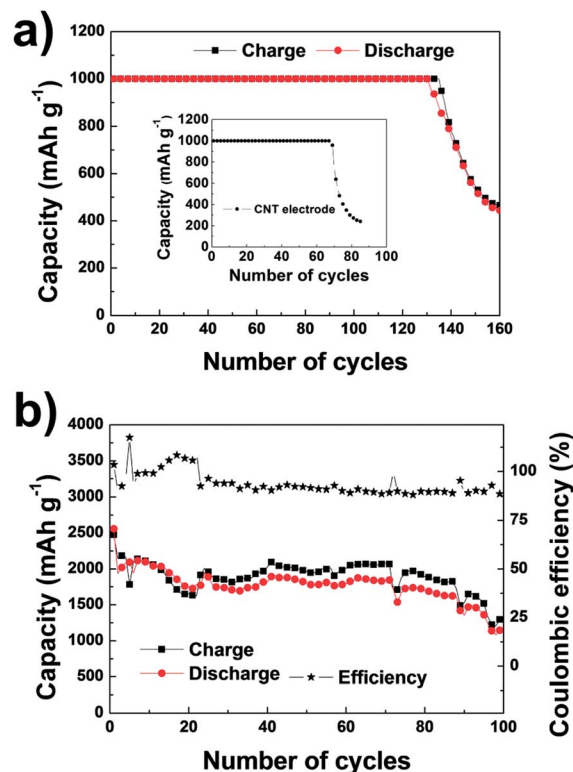 a)
1200
1000
800
600
400
200
0
Capacity (mAh g⁻¹)
Charge Discharge
1200
1000
800
600
400
200
0
Capacity (mAh g⁻¹)
CNT electrode
0 20 40 60 80 100
Number of cycles
0 20 40 60 80 100 120 140 160
Number of cycles
b)
4000
3500
3000
2500
2000
1500
1000
500
0
Capacity (mAh g⁻¹)
Charge
Discharge Efficiency
100
75
50
25
0
Coulombic efficiency (%)
0 20 40 60 80 100
Number of cycles